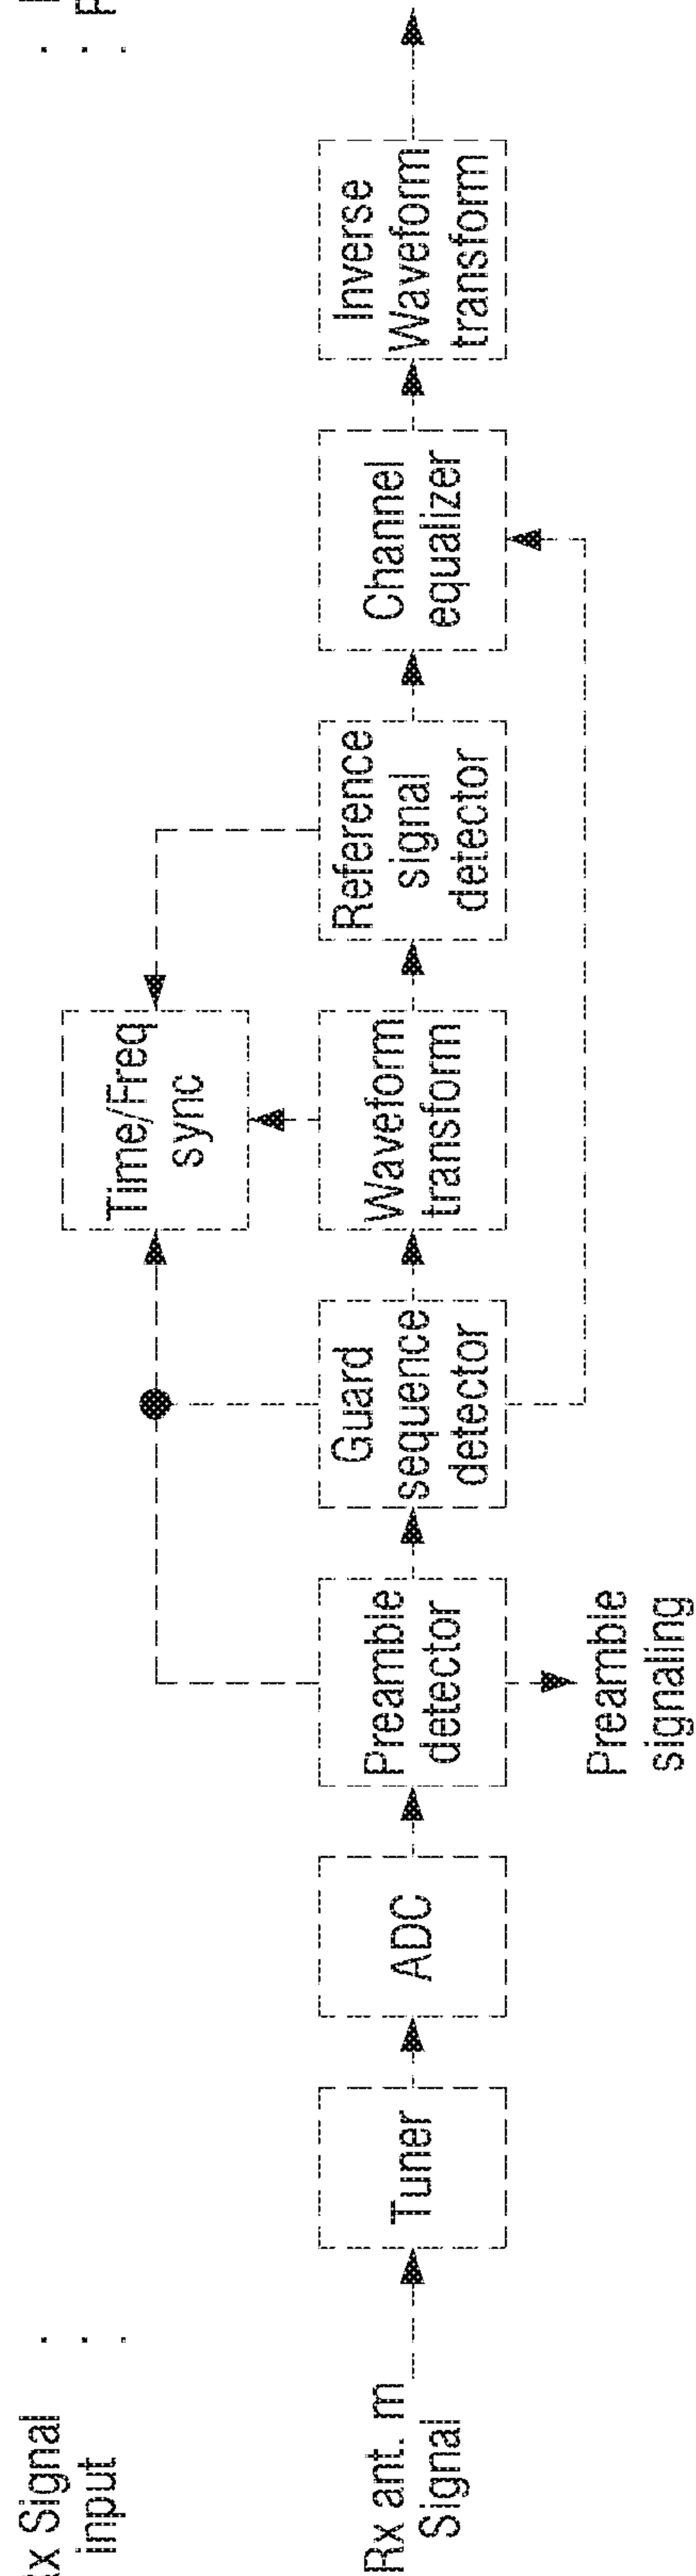 Signal
input
Rx ant. m
Signal
Tuner
ADC
Preamble
detector
Preamble
signaling
Guard
sequence
detector
Time/Freq
sync
Waveform
transform
Reference
signal
detector
Channel
equalizer
Inverse
Waveform
transform